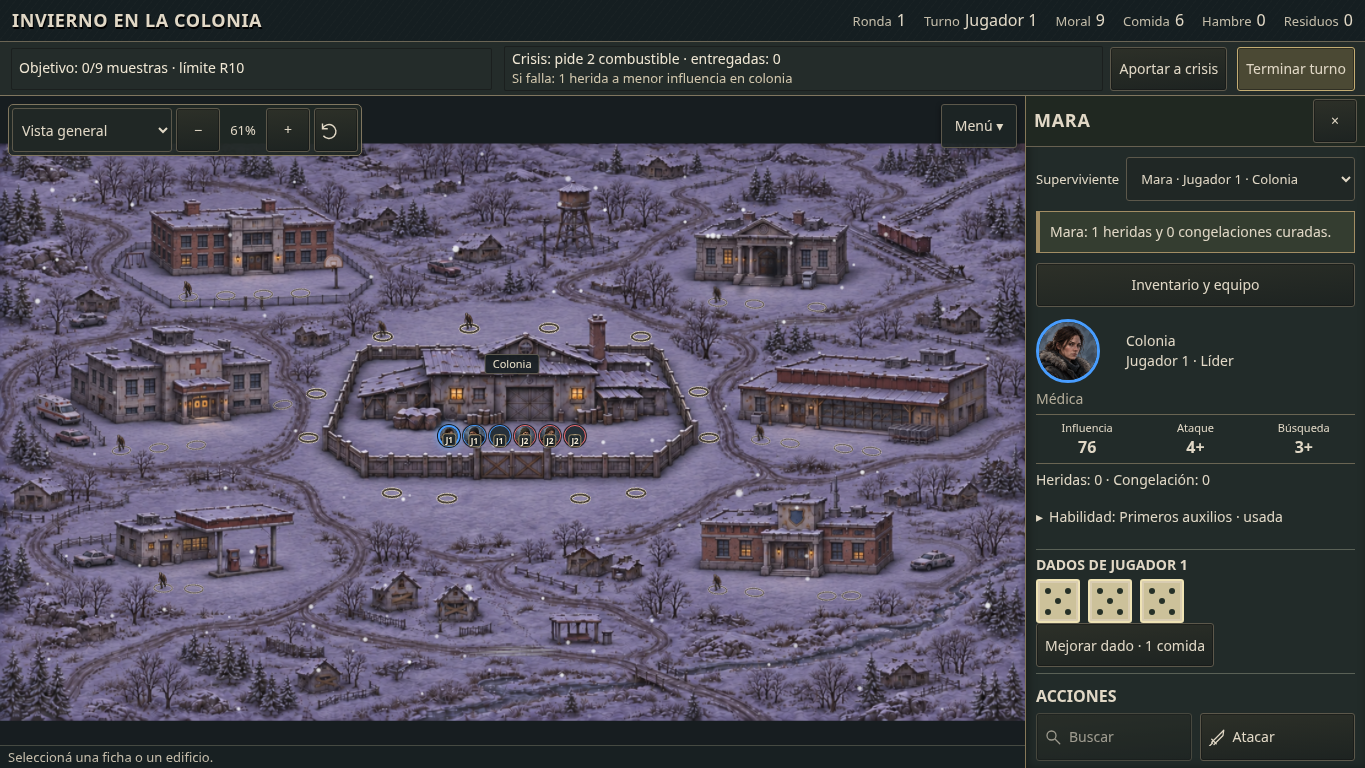 INVIERNO EN LA COLONIA
Ronda 1 Turno Jugador 1 Moral 9 Comida 6 Hambre 0 Residuos 0
Objetivo: 0/9 muestras · límite R10
Crisis: pide 2 combustible · entregadas: 0
Si falla: 1 herida a menor influencia en colonia
Aportar a crisis
Terminar turno
Vista general
−
61%
+
Menú ▾
MARA
×
Superviviente
Mara · Jugador 1 · Colonia
Mara: 1 heridas y 0 congelaciones curadas.
Inventario y equipo
Colonia
Jugador 1 · Líder
Médica
Influencia Ataque Búsqueda
76 4+ 3+
Heridas: 0 · Congelación: 0
▸ Habilidad: Primeros auxilios · usada
DADOS DE JUGADOR 1
Mejorar dado · 1 comida
ACCIONES
Buscar
Atacar
Colonia
J1 J1 J1 J2 J2 J2
Seleccioná una ficha o un edificio.